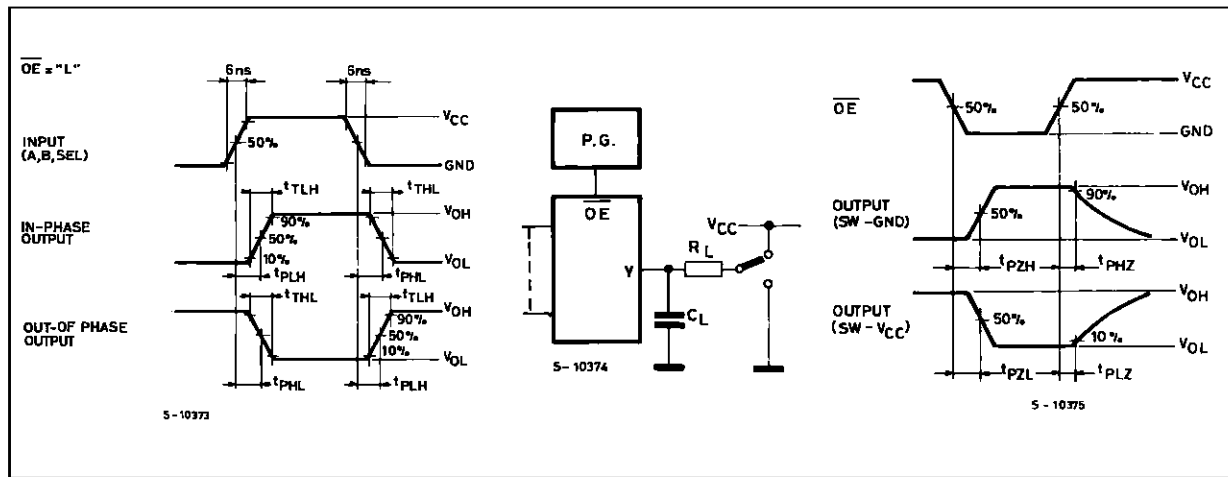 OE = "L"
6ns
6ns
INPUT
(A,B,SEL)
50%
VCC
GND
tTLH
tTHL
IN-PHASE
OUTPUT
90%
50%
10%
VOH
VOL
tPLH
tPHL
tTHL
tTLH
OUT-OF PHASE
OUTPUT
90%
50%
10%
VOH
VOL
tPHL
tPLH
S-10373
P.G.
OE
Y
VCC
RL
CL
S-10374
OE
50%
50%
VCC
GND
OUTPUT
(SW-GND)
50%
90%
VOH
VOL
tPZH
tPHZ
OUTPUT
(SW-VCC)
50%
10%
VOH
VOL
tPZL
tPLZ
S-10375